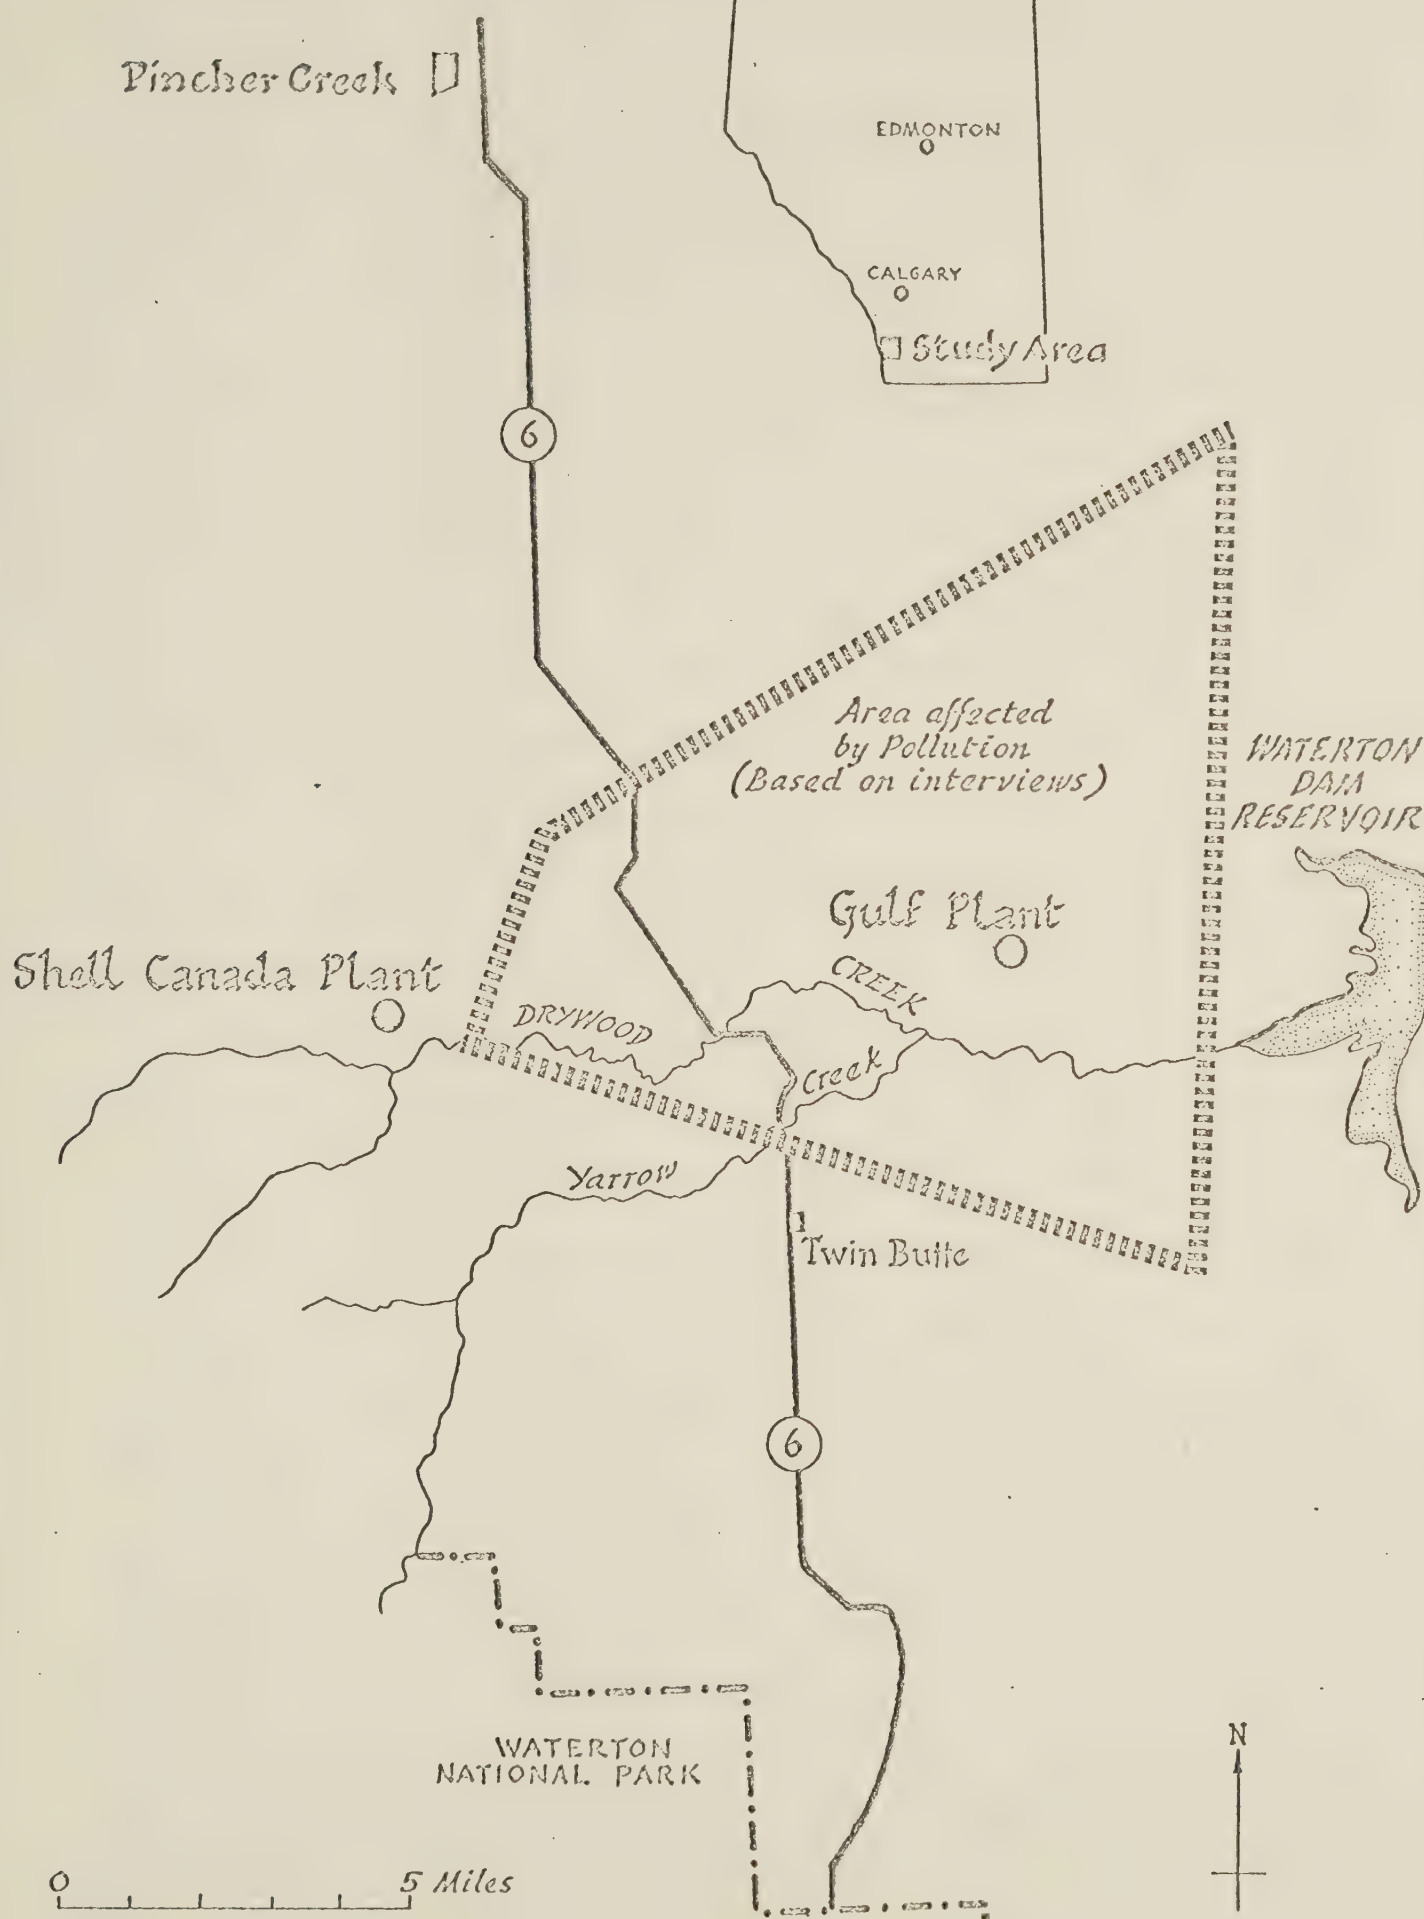 Pincher Creek
EDMONTON
CALGARY
Study Area
6
Area affected
by Pollution
(Based on interviews)
WATERTON
DAM
RESERVOIR
Gulf Plant
Shell Canada Plant
DRYWOOD
CREEK
Creek
Yarrow
Twin Butte
6
WATERTON
NATIONAL PARK
N
0
5 Miles